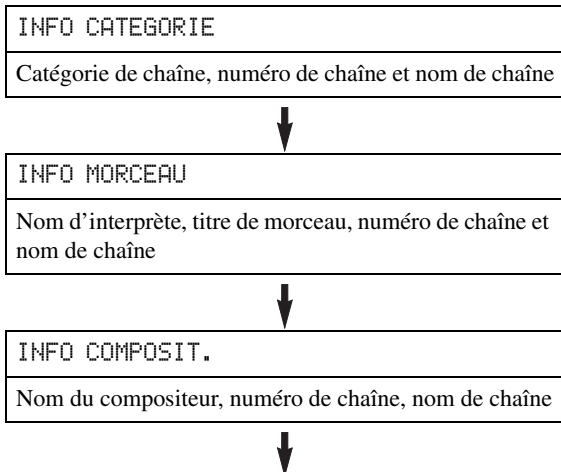 INFO CATEGORIE
Catégorie de chaîne, numéro de chaîne et nom de chaîne
INFO MORCEAU
Nom d'interprète, titre de morceau, numéro de chaîne et
nom de chaîne
INFO COMPOSIT.
Nom du compositeur, numéro de chaîne, nom de chaîne